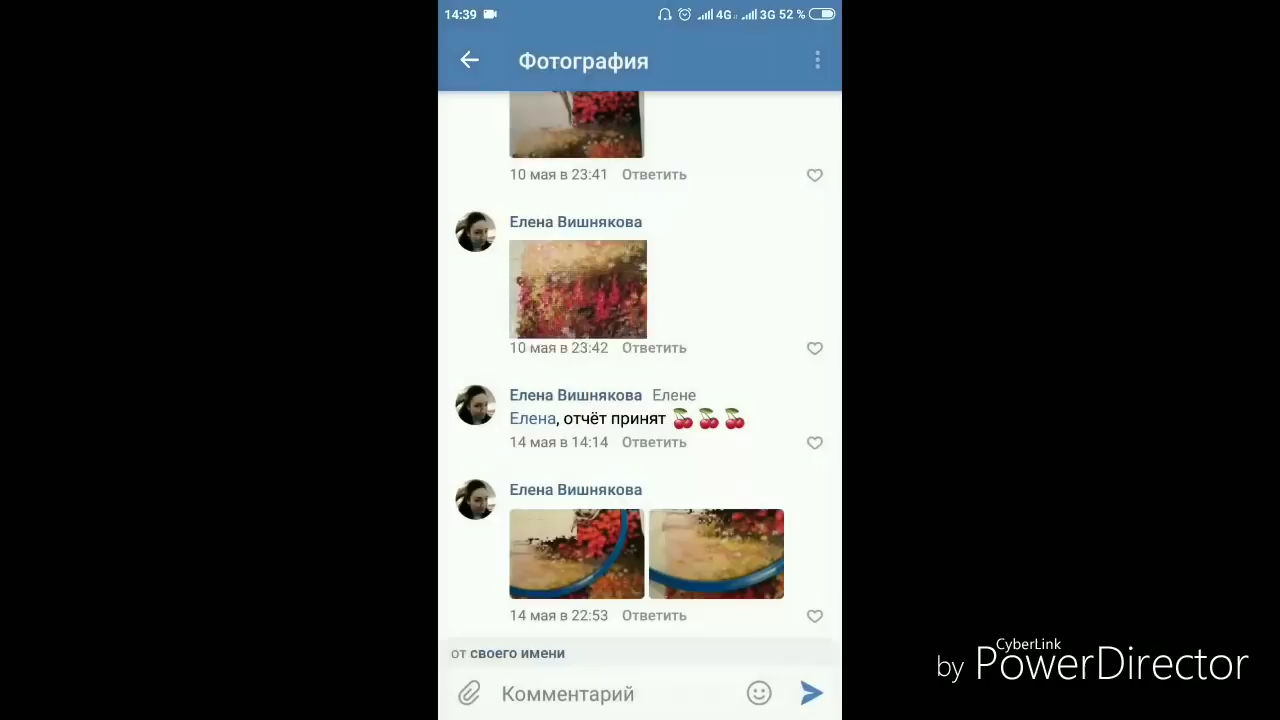 14:39 4G 3G 52 %
Фотография
10 мая в 23:41 Ответить
Елена Вишнякова
10 мая в 23:42 Ответить
Елена Вишнякова Елене
Елена, отчёт принят
14 мая в 14:14 Ответить
Елена Вишнякова
14 мая в 22:53 Ответить
от своего имени
Комментарий
CyberLink
by PowerDirector